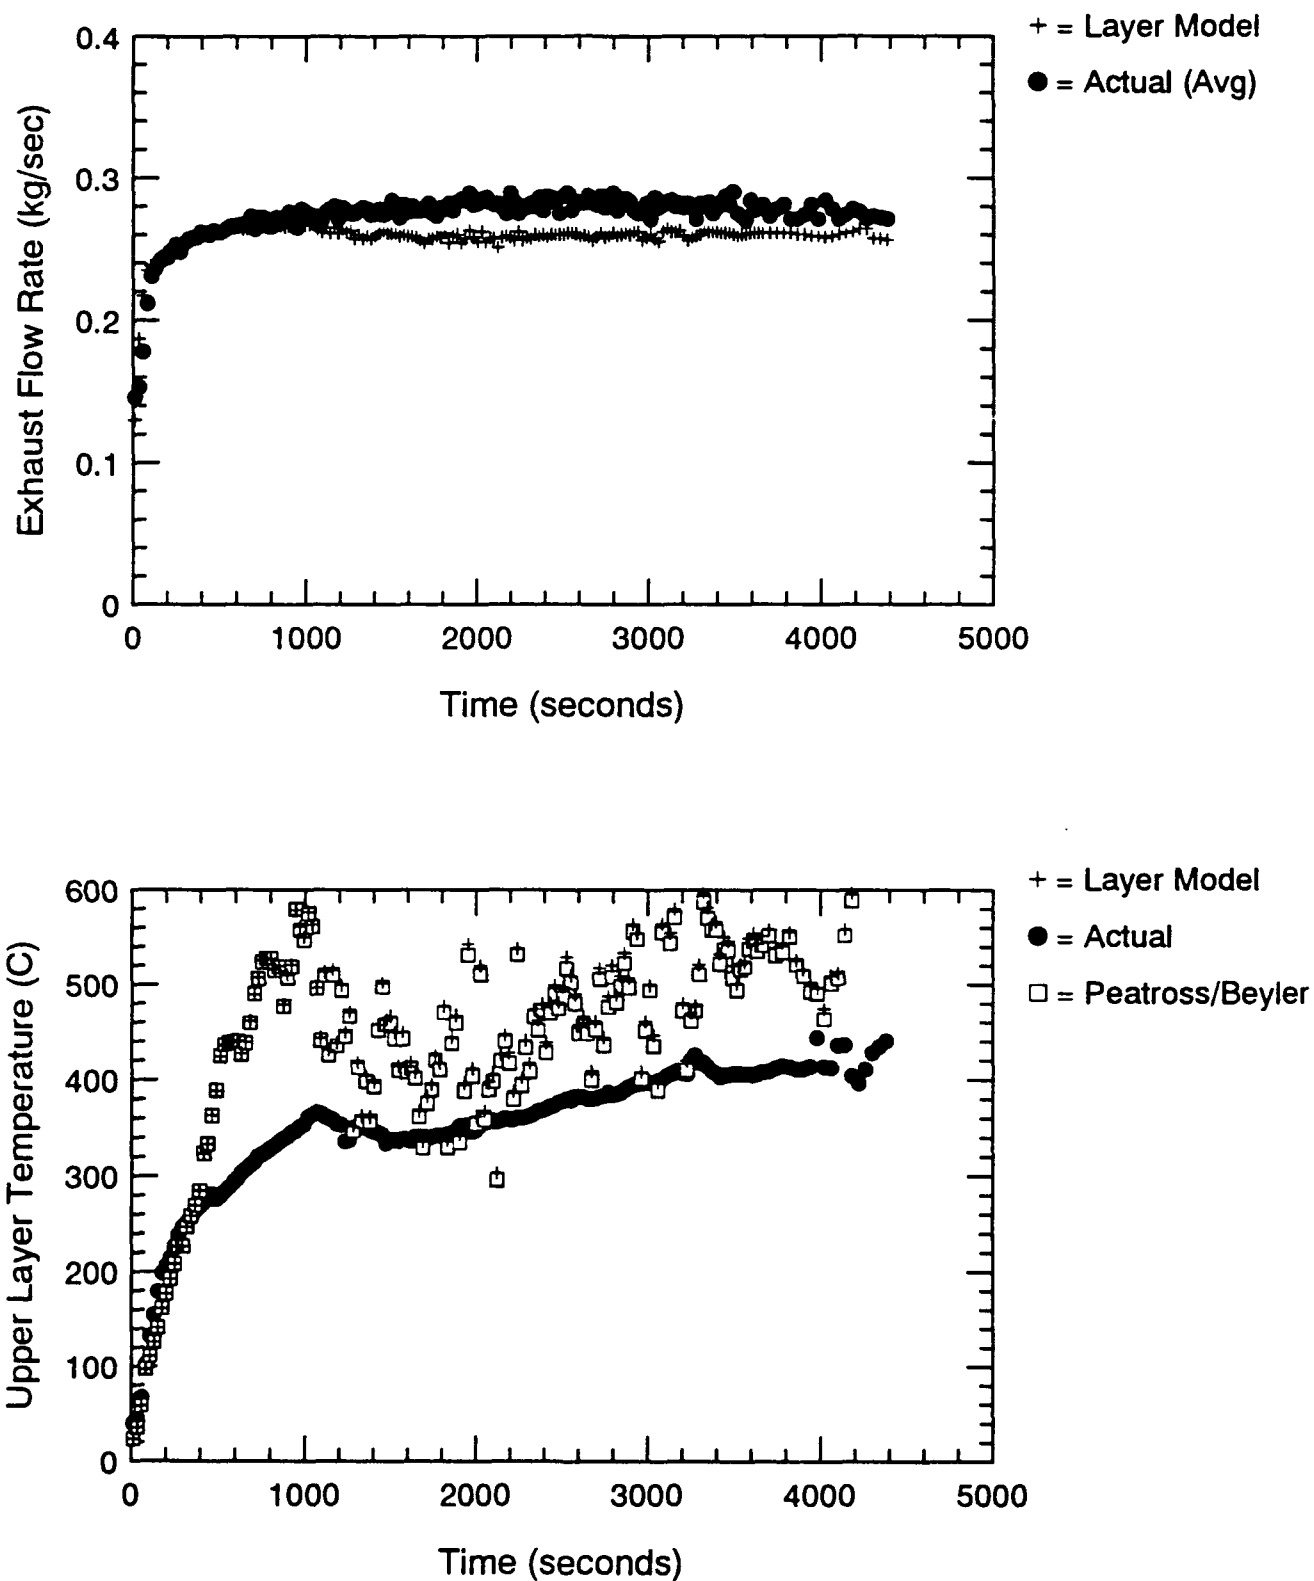 + = Layer Model
● = Actual (Avg)
Exhaust Flow Rate (kg/sec)
0.4
0.3
0.2
0.1
0
0 1000 2000 3000 4000 5000
Time (seconds)
+ = Layer Model
● = Actual
□ = Peatross/Beyler
Upper Layer Temperature (C)
600
500
400
300
200
100
0
0 1000 2000 3000 4000 5000
Time (seconds)